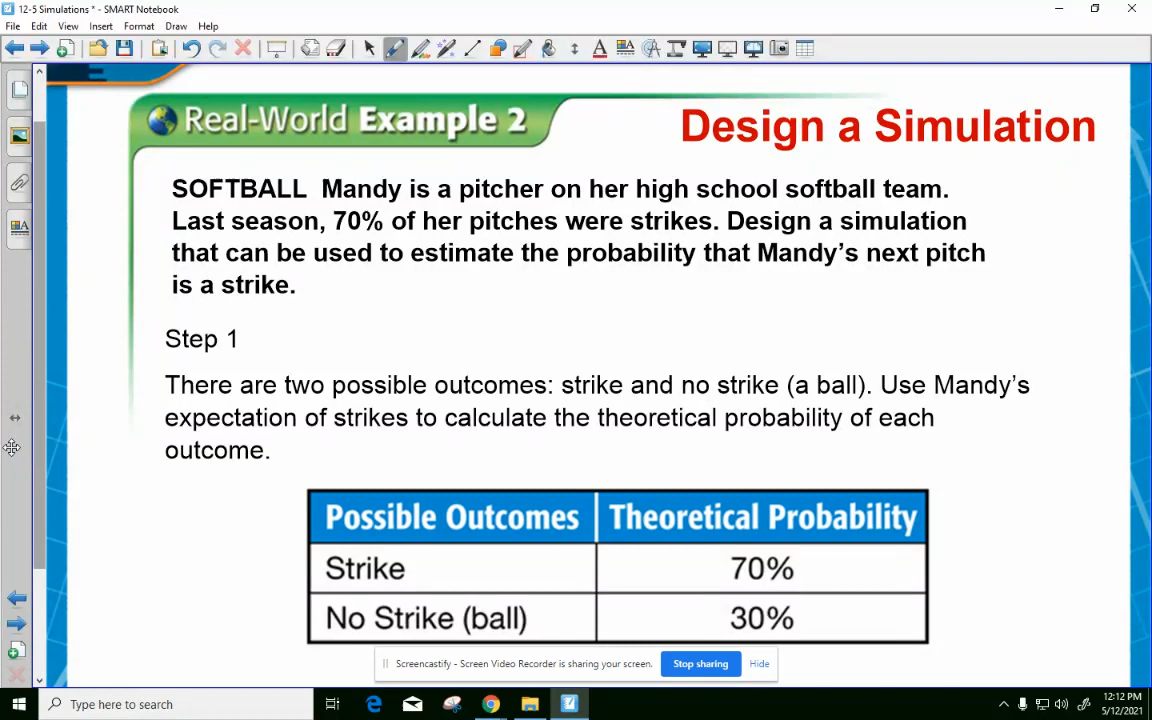 12-5 Simulations * - SMART Notebook
File Edit View Insert Format Draw Help
Real-World Example 2
Design a Simulation
SOFTBALL Mandy is a pitcher on her high school softball team.
Last season, 70% of her pitches were strikes. Design a simulation
that can be used to estimate the probability that Mandy's next pitch
is a strike.
Step 1
There are two possible outcomes: strike and no strike (a ball). Use Mandy's
expectation of strikes to calculate the theoretical probability of each
outcome.
Possible Outcomes Theoretical Probability
Strike 70%
No Strike (ball) 30%
Screencastify - Screen Video Recorder is sharing your screen. Stop sharing Hide
Type here to search
12:12 PM
5/12/2021